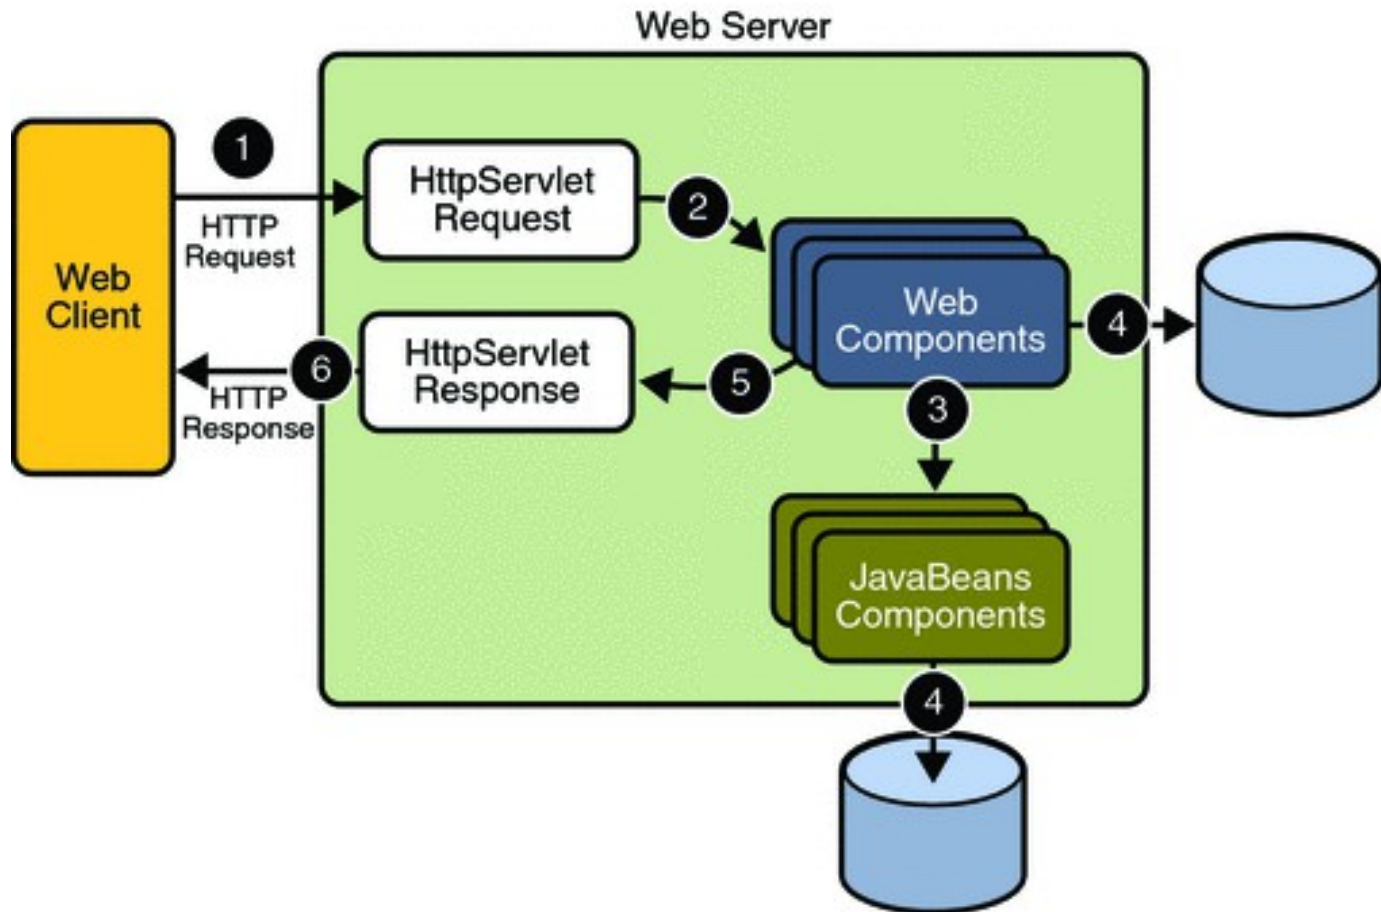 Web Server
1
HTTP
Request
Web
Client
HttpServlet
Request
2
Web
Components
4
3
HttpServlet
Response
5
6
HTTP
Response
JavaBeans
Components
4